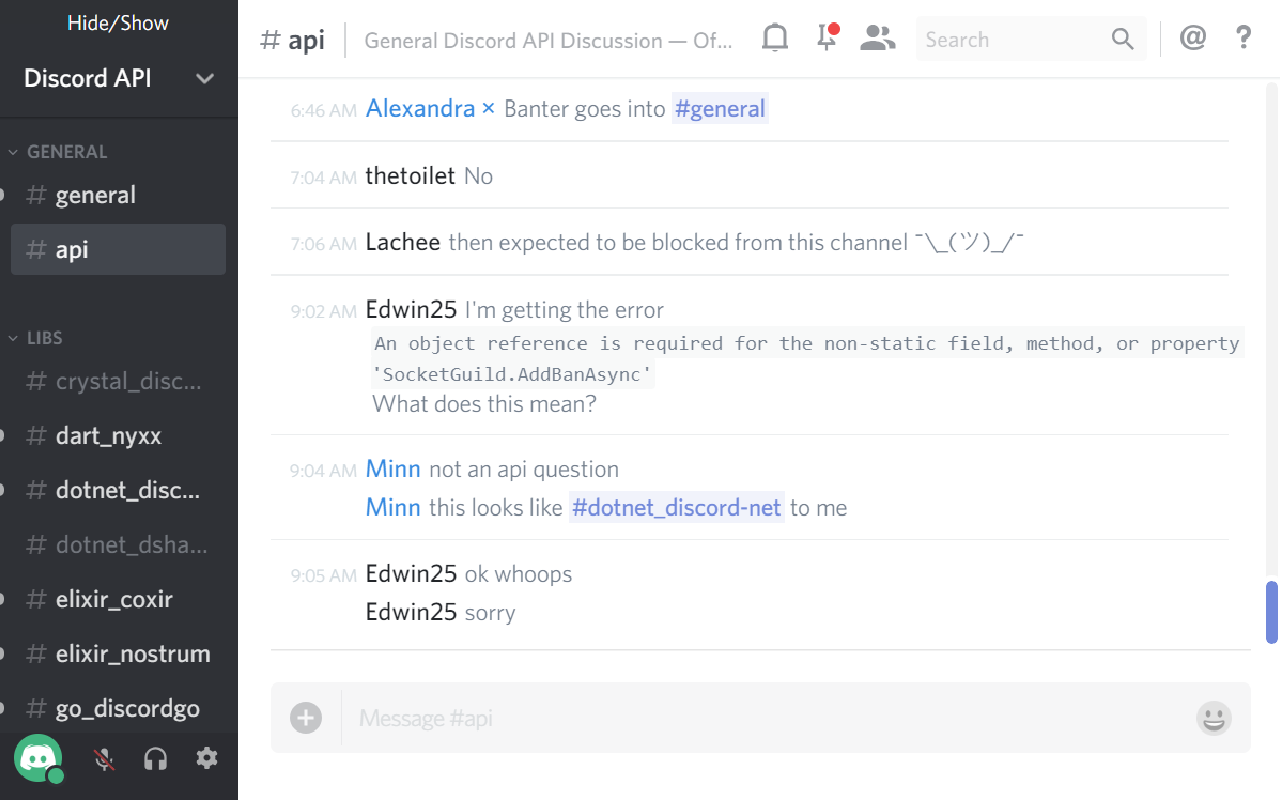 Hide/Show
Discord API
GENERAL
# general
# api
LIBS
# crystal_disc...
# dart_nyxx
# dotnet_disc...
# dotnet_dsha...
# elixir_coxir
# elixir_nostrum
# go_discordgo
# api General Discord API Discussion — Of... Search @ ?
6:46 AM Alexandra × Banter goes into #general
7:04 AM thetoilet No
7:06 AM Lachee then expected to be blocked from this channel ¯\_(ツ)_/¯
9:02 AM Edwin25 I'm getting the error
An object reference is required for the non-static field, method, or property
'SocketGuild.AddBanAsync'
What does this mean?
9:04 AM Minn not an api question
Minn this looks like #dotnet_discord-net to me
9:05 AM Edwin25 ok whoops
Edwin25 sorry
Message #api